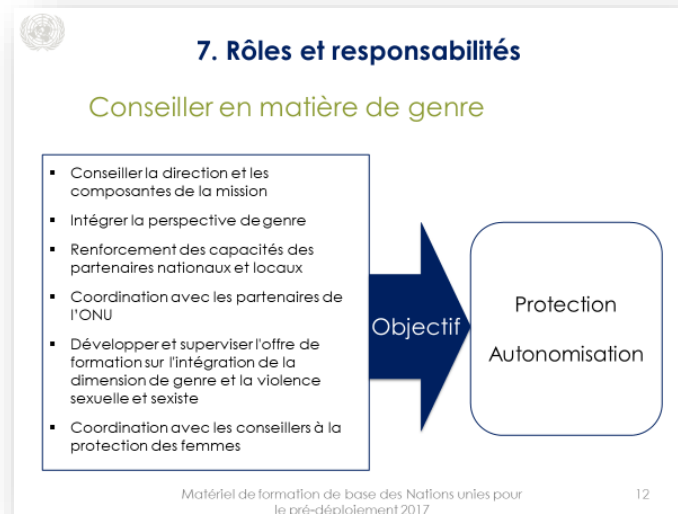 7. Rôles et responsabilités
Conseiller en matière de genre
▪ Conseiller la direction et les
composantes de la mission
▪ Intégrer la perspective de genre
▪ Renforcement des capacités des
partenaires nationaux et locaux
▪ Coordination avec les partenaires de
l'ONU
▪ Développer et superviser l'offre de
formation sur l'intégration de la
dimension de genre et la violence
sexuelle et sexiste
▪ Coordination avec les conseillers à la
protection des femmes
Objectif
Protection
Autonomisation
Matériel de formation de base des Nations unies pour
le pré-déploiement 2017
12